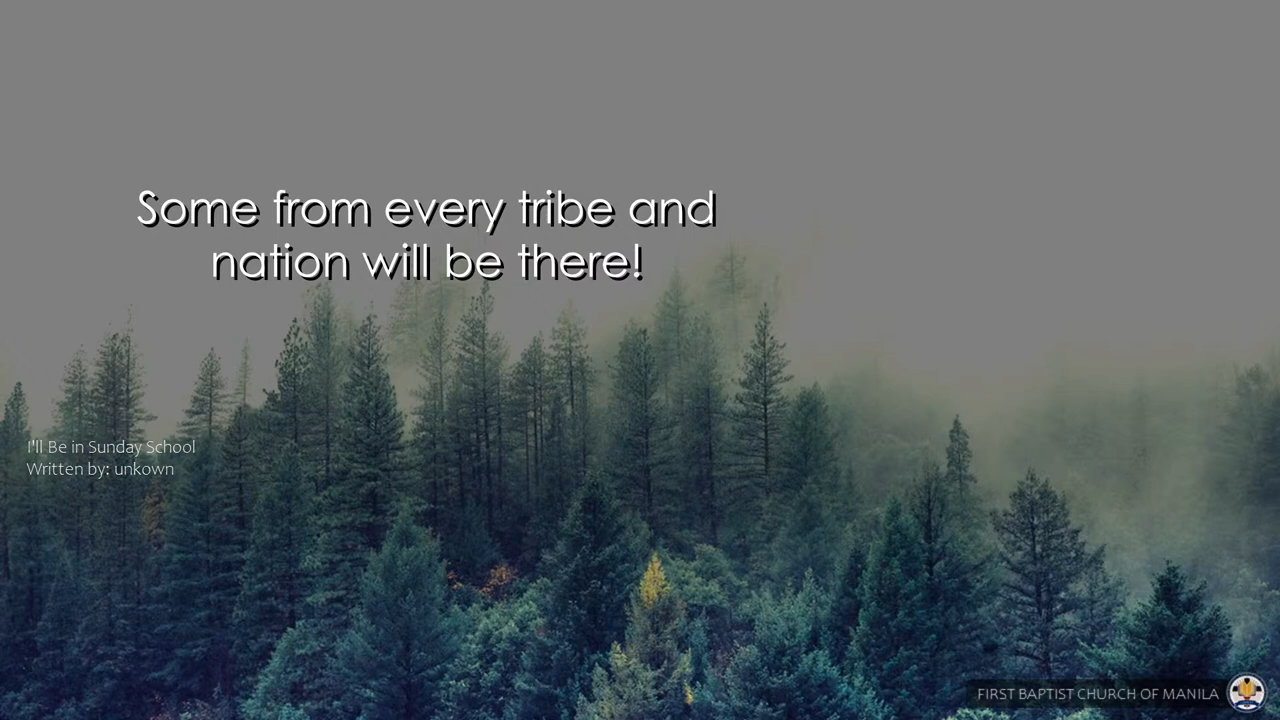 Some from every tribe and
nation will be there!
I'll Be in Sunday School
Written by: unkown
FIRST BAPTIST CHURCH OF MANILA